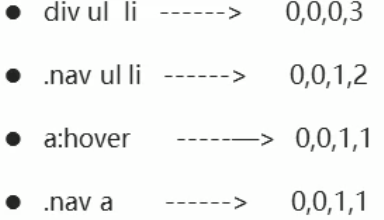 ● div ul li ------> 0,0,0,3
● .nav ul li ------> 0,0,1,2
● a:hover -----—> 0,0,1,1
● .nav a ------> 0,0,1,1